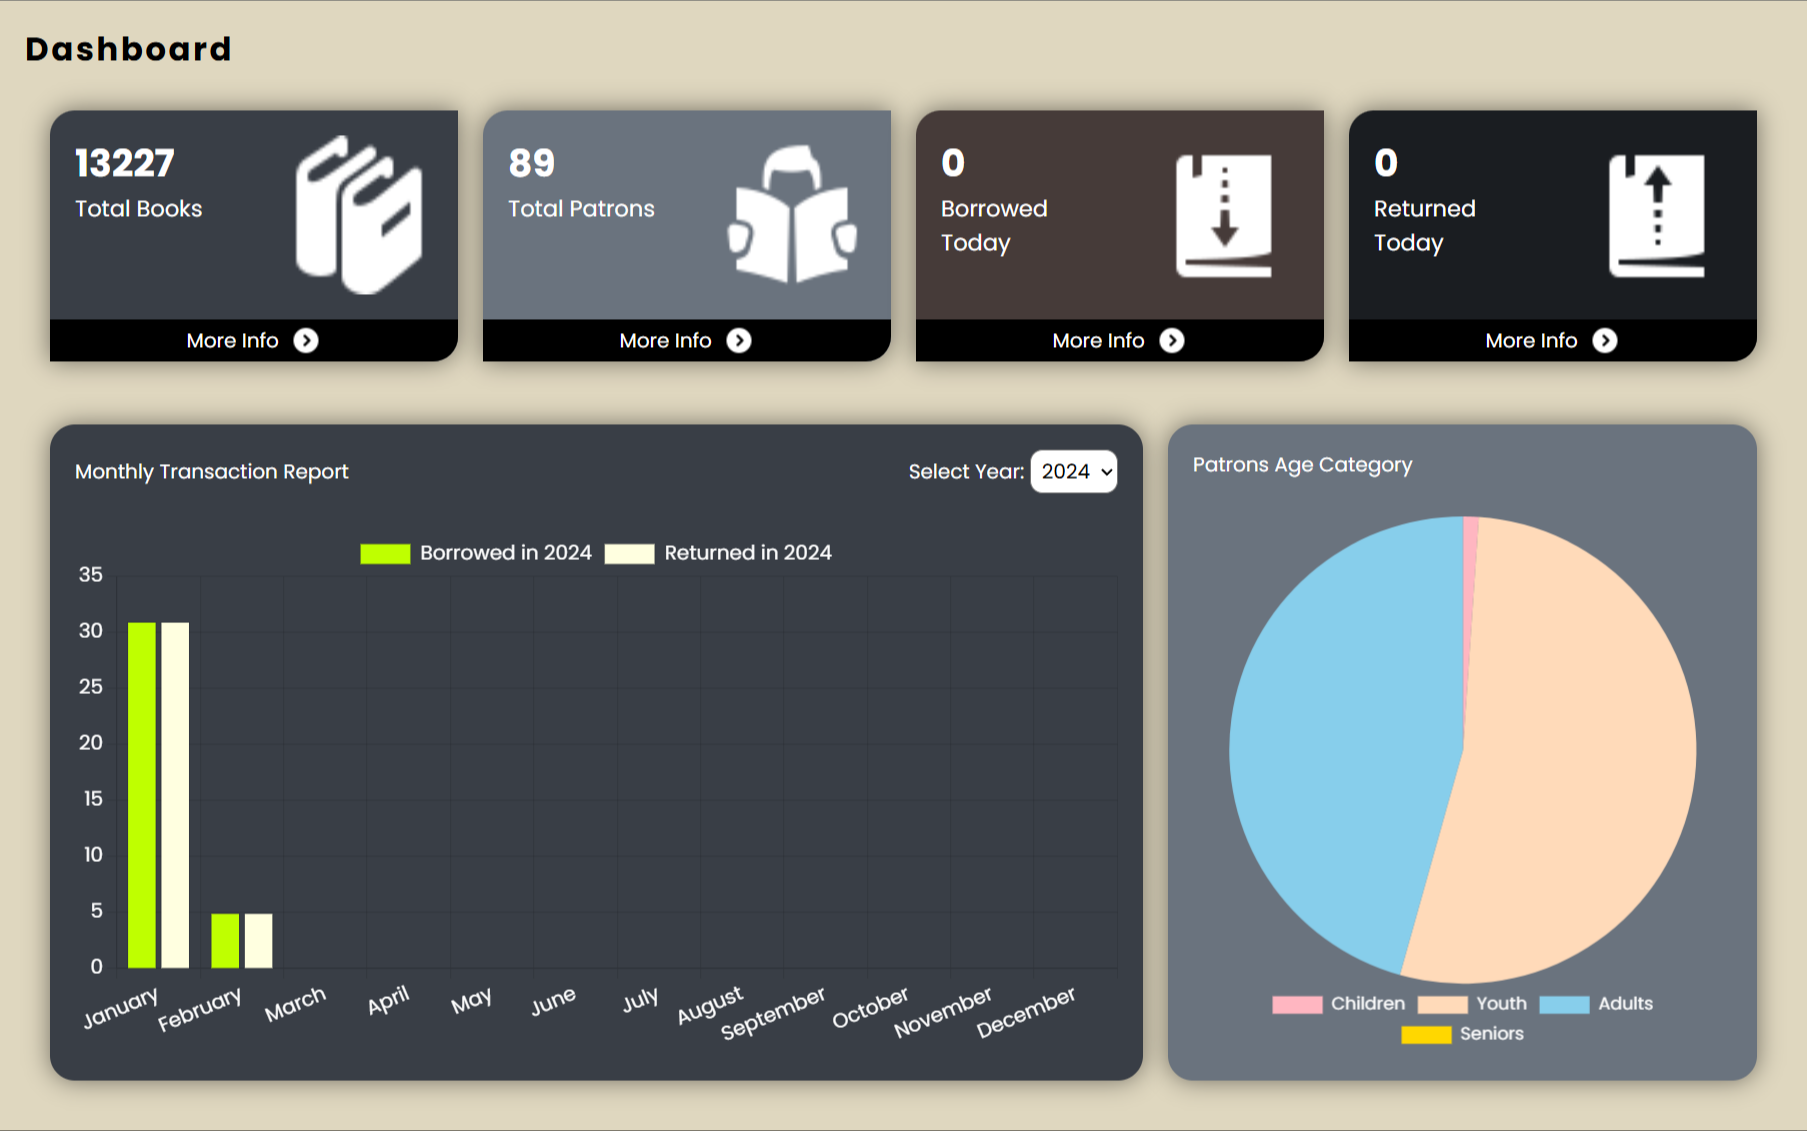 Dashboard
13227
Total Books
More Info
89
Total Patrons
More Info
0
Borrowed
Today
More Info
0
Returned
Today
More Info
Monthly Transaction Report
Select Year: 2024
Borrowed in 2024 Returned in 2024
35
30
25
20
15
10
5
0
January February March April May June July August September October November December
Patrons Age Category
Children Youth Adults
Seniors